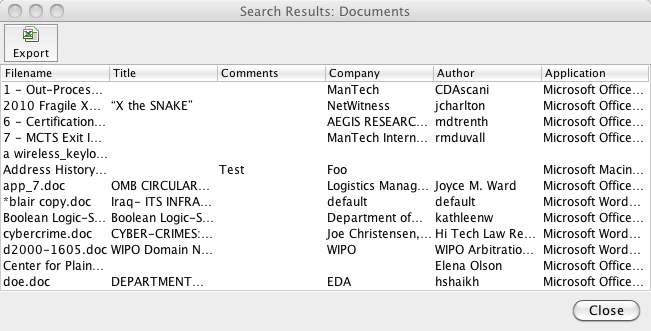 Search Results: Documents
Export
Filename Title Comments Company Author Application
1 - Out-Proces... ManTech CDAscani Microsoft Office...
2010 Fragile X... "X the SNAKE" NetWitness jcharlton Microsoft Office...
6 - Certification... AEGIS RESEARC... mdtrenth Microsoft Office...
7 - MCTS Exit I... ManTech Intern... rmduvall Microsoft Office...
a wireless_keylo...
Address History... Test Foo Microsoft Macin...
app_7.doc OMB CIRCULAR... Logistics Manag... Joyce M. Ward Microsoft Office...
*blair copy.doc Iraq- ITS INFRA... default default Microsoft Word...
Boolean Logic-S... Boolean Logic-S... Department of... kathleenw Microsoft Word...
cybercrime.doc CYBER-CRIMES:... Joe Christensen,... Hi Tech Law Re... Microsoft Office...
d2000-1605.doc WIPO Domain N... WIPO WIPO Arbitratio... Microsoft Word...
Center for Plain... Elena Olson Microsoft Office...
doe.doc DEPARTMENT... EDA hshaikh Microsoft Office...
Close